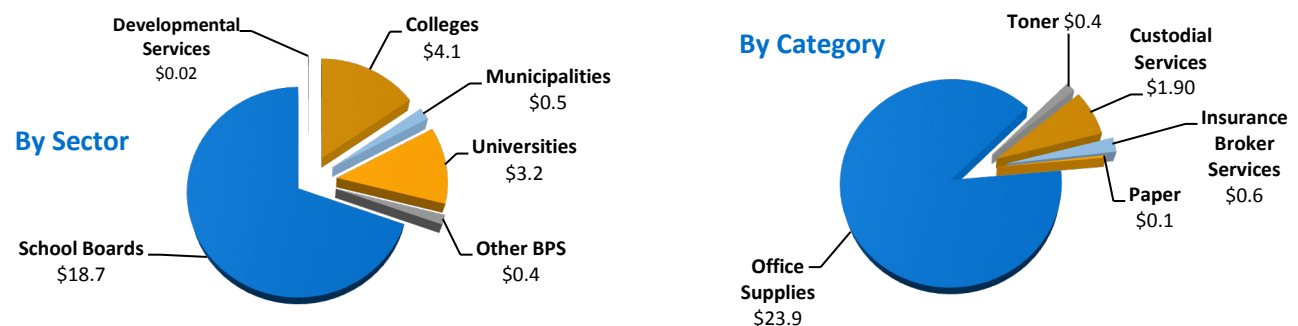 By Sector
Developmental
Services
$0.02
Colleges
$4.1
Municipalities
$0.5
Universities
$3.2
Other BPS
$0.4
School Boards
$18.7
By Category
Toner $0.4
Custodial
Services
$1.90
Insurance
Broker
Services
$0.6
Paper
$0.1
Office
Supplies
$23.9